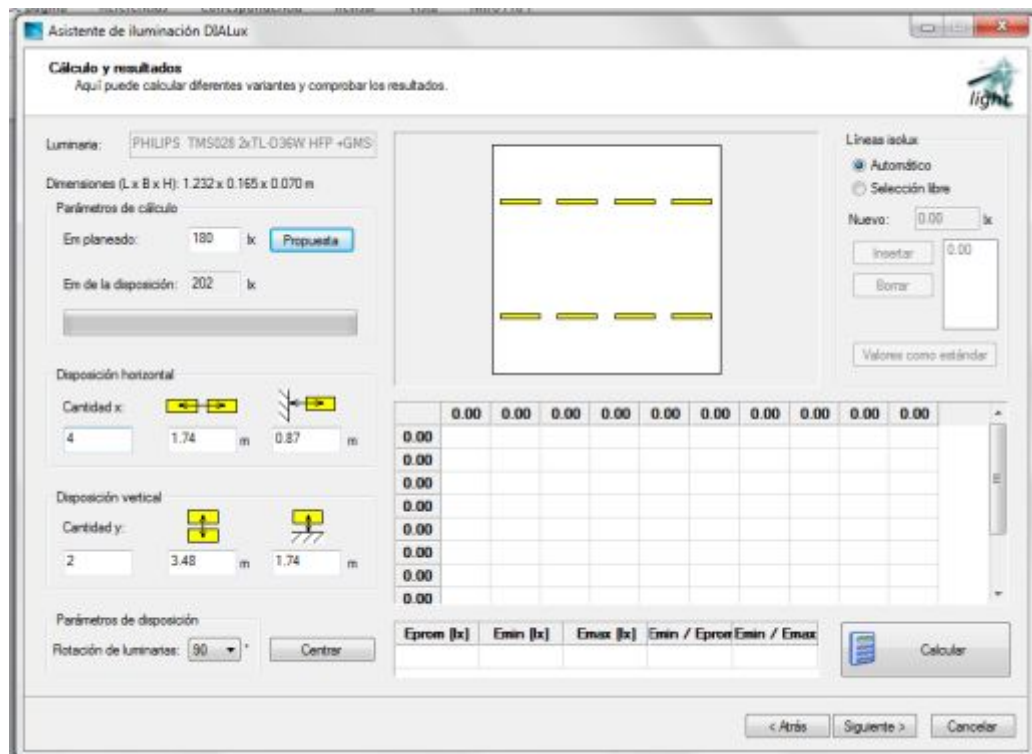 Asistente de iluminación DIALux
Cálculo y resultados
Aquí puede calcular diferentes variantes y comprobar los resultados.
light
Luminaria: PHILIPS TMS028 2xTL-D36W HFP +GMS
Dimensiones (L x B x H): 1.232 x 0.165 x 0.070 m
Parámetros de cálculo
Em planeado: 180 lx Propuesta
Em de la disposición: 202 lx
Disposición horizontal
Cantidad x:
4 1.74 m 0.87 m
Disposición vertical
Cantidad y:
2 3.48 m 1.74 m
Parámetros de disposición
Rotación de luminarias: 90 ° Centrar
Líneas isolux
Automático
Selección libre
Nuevo: 0.00 lx
Insertar 0.00
Borrar
Valores como estándar
0.00 0.00 0.00 0.00 0.00 0.00 0.00 0.00 0.00 0.00
0.00
0.00
0.00
0.00
0.00
0.00
0.00
0.00
Eprom [lx] Emin [lx] Emax [lx] Emin / Eprom Emin / Emax
Calcular
< Atrás Siguiente > Cancelar